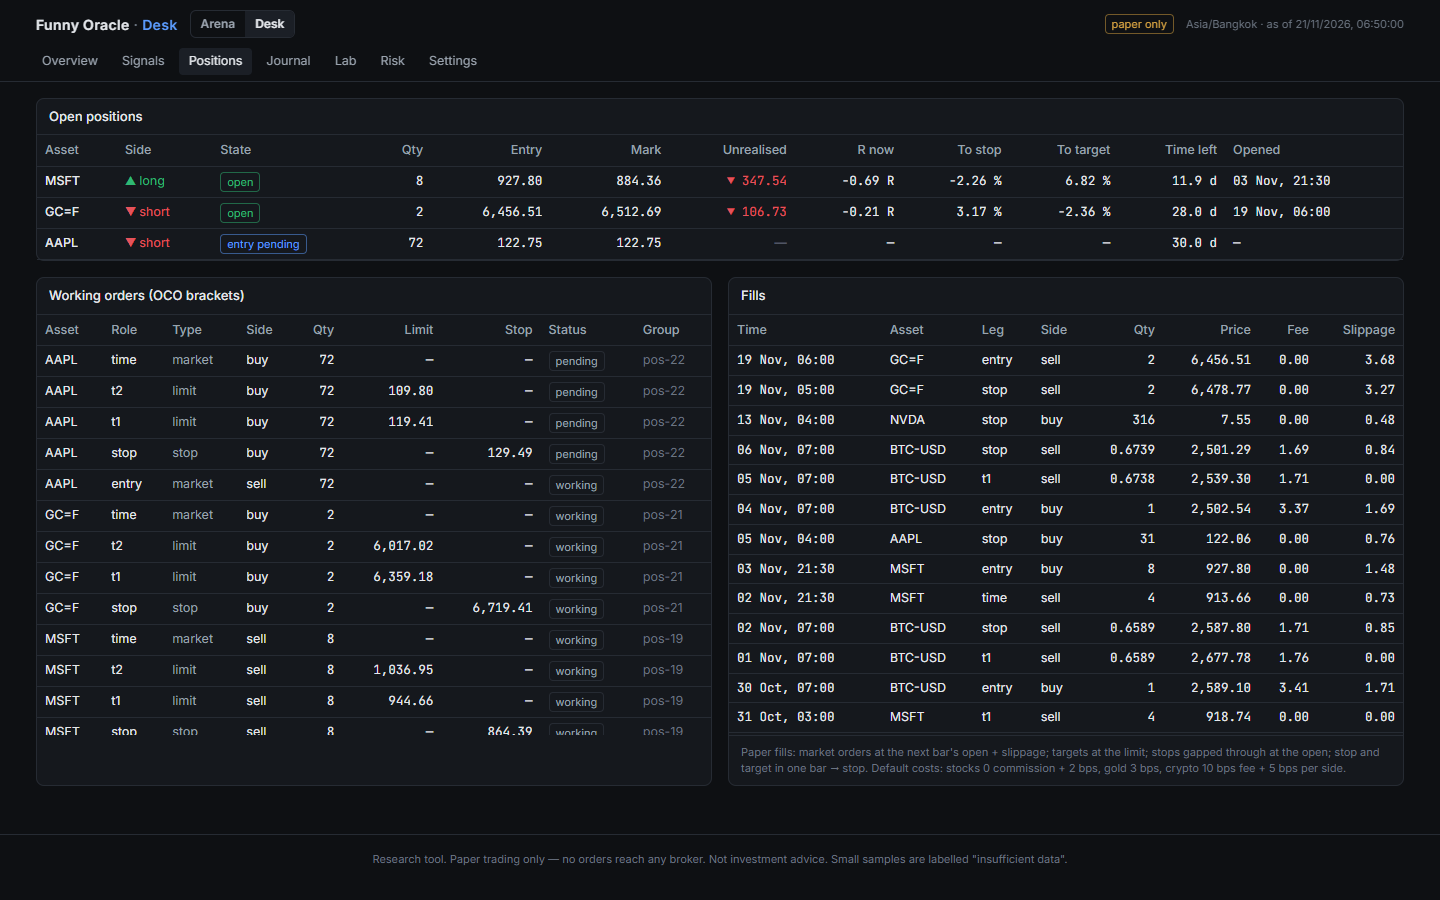 Funny Oracle · Desk Arena Desk paper only Asia/Bangkok · as of 21/11/2026, 06:50:00
Overview Signals Positions Journal Lab Risk Settings
Open positions
Asset Side State Qty Entry Mark Unrealised R now To stop To target Time left Opened
MSFT ▲ long open 8 927.80 884.36 ▼ 347.54 -0.69 R -2.26 % 6.82 % 11.9 d 03 Nov, 21:30
GC=F ▼ short open 2 6,456.51 6,512.69 ▼ 106.73 -0.21 R 3.17 % -2.36 % 28.0 d 19 Nov, 06:00
AAPL ▼ short entry pending 72 122.75 122.75 — — — — 30.0 d —
Working orders (OCO brackets)
Asset Role Type Side Qty Limit Stop Status Group
AAPL time market buy 72 — — pending pos-22
AAPL t2 limit buy 72 109.80 — pending pos-22
AAPL t1 limit buy 72 119.41 — pending pos-22
AAPL stop stop buy 72 — 129.49 pending pos-22
AAPL entry market sell 72 — — working pos-22
GC=F time market buy 2 — — working pos-21
GC=F t2 limit buy 2 6,017.02 — working pos-21
GC=F t1 limit buy 2 6,359.18 — working pos-21
GC=F stop stop buy 2 — 6,719.41 working pos-21
MSFT time market sell 8 — — working pos-19
MSFT t2 limit sell 8 1,036.95 — working pos-19
MSFT t1 limit sell 8 944.66 — working pos-19
MSFT stop stop sell 8 — 864.39 working pos-19
Fills
Time Asset Leg Side Qty Price Fee Slippage
19 Nov, 06:00 GC=F entry sell 2 6,456.51 0.00 3.68
19 Nov, 05:00 GC=F stop sell 2 6,478.77 0.00 3.27
13 Nov, 04:00 NVDA stop buy 316 7.55 0.00 0.48
06 Nov, 07:00 BTC-USD stop sell 0.6739 2,501.29 1.69 0.84
05 Nov, 07:00 BTC-USD t1 sell 0.6738 2,539.30 1.71 0.00
04 Nov, 07:00 BTC-USD entry buy 1 2,502.54 3.37 1.69
05 Nov, 04:00 AAPL stop buy 31 122.06 0.00 0.76
03 Nov, 21:30 MSFT entry buy 8 927.80 0.00 1.48
02 Nov, 21:30 MSFT time sell 4 913.66 0.00 0.73
02 Nov, 07:00 BTC-USD stop sell 0.6589 2,587.80 1.71 0.85
01 Nov, 07:00 BTC-USD t1 sell 0.6589 2,677.78 1.76 0.00
30 Oct, 07:00 BTC-USD entry buy 1 2,589.10 3.41 1.71
31 Oct, 03:00 MSFT t1 sell 4 918.74 0.00 0.00
Paper fills: market orders at the next bar's open + slippage; targets at the limit; stops gapped through at the open; stop and
target in one bar → stop. Default costs: stocks 0 commission + 2 bps, gold 3 bps, crypto 10 bps fee + 5 bps per side.
Research tool. Paper trading only — no orders reach any broker. Not investment advice. Small samples are labelled "insufficient data".